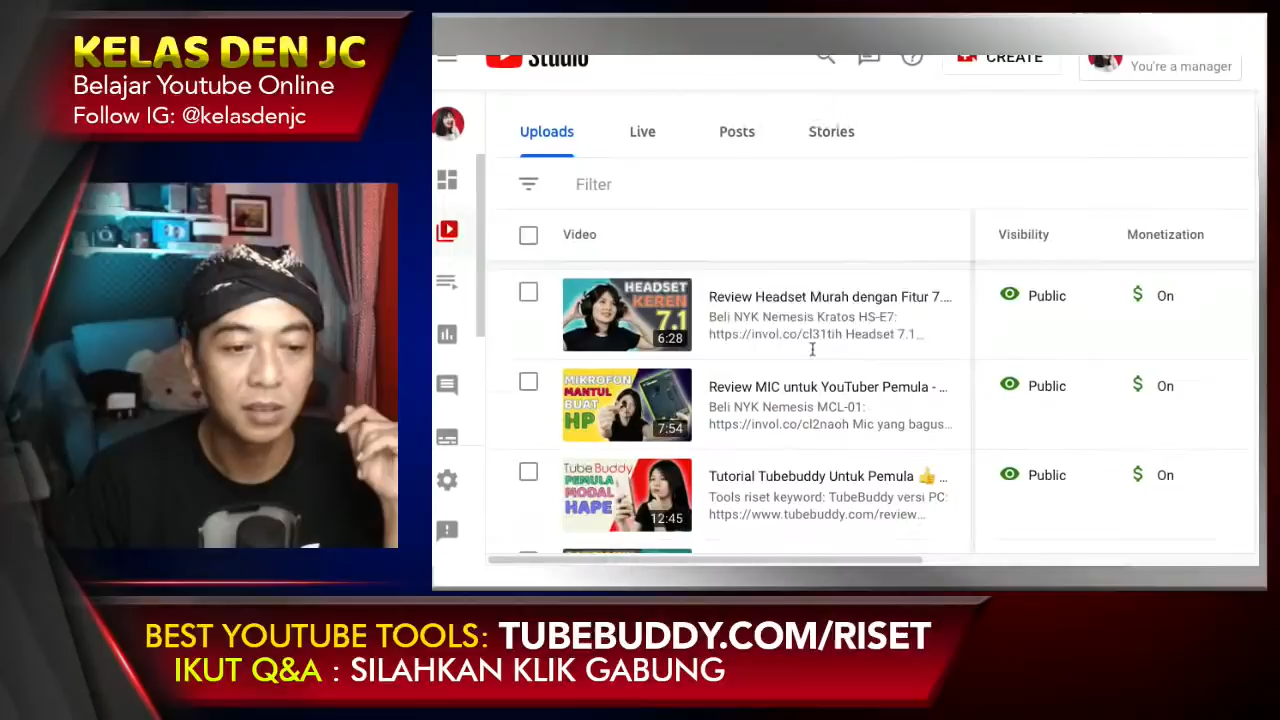 KELAS DEN JC
Belajar Youtube Online
Follow IG: @kelasdenjc
Studio
CREATE
You're a manager
Uploads
Live
Posts
Stories
Filter
Video
Visibility
Monetization
HEADSET
KEREN
7.1
6:28
Review Headset Murah dengan Fitur 7....
Beli NYK Nemesis Kratos HS-E7:
https://invol.co/cl31tih Headset 7.1...
Public
On
MIKROFON
MANTUL
BUAT
HP
7:54
Review MIC untuk YouTuber Pemula - ...
Beli NYK Nemesis MCL-01:
https://invol.co/cl2naoh Mic yang bagus...
Public
On
TubeBuddy
PEMULA
MODAL
HAPE
12:45
Tutorial Tubebuddy Untuk Pemula 👍 ...
Tools riset keyword: TubeBuddy versi PC:
https://www.tubebuddy.com/review...
Public
On
BEST YOUTUBE TOOLS: TUBEBUDDY.COM/RISET
IKUT Q&A : SILAHKAN KLIK GABUNG